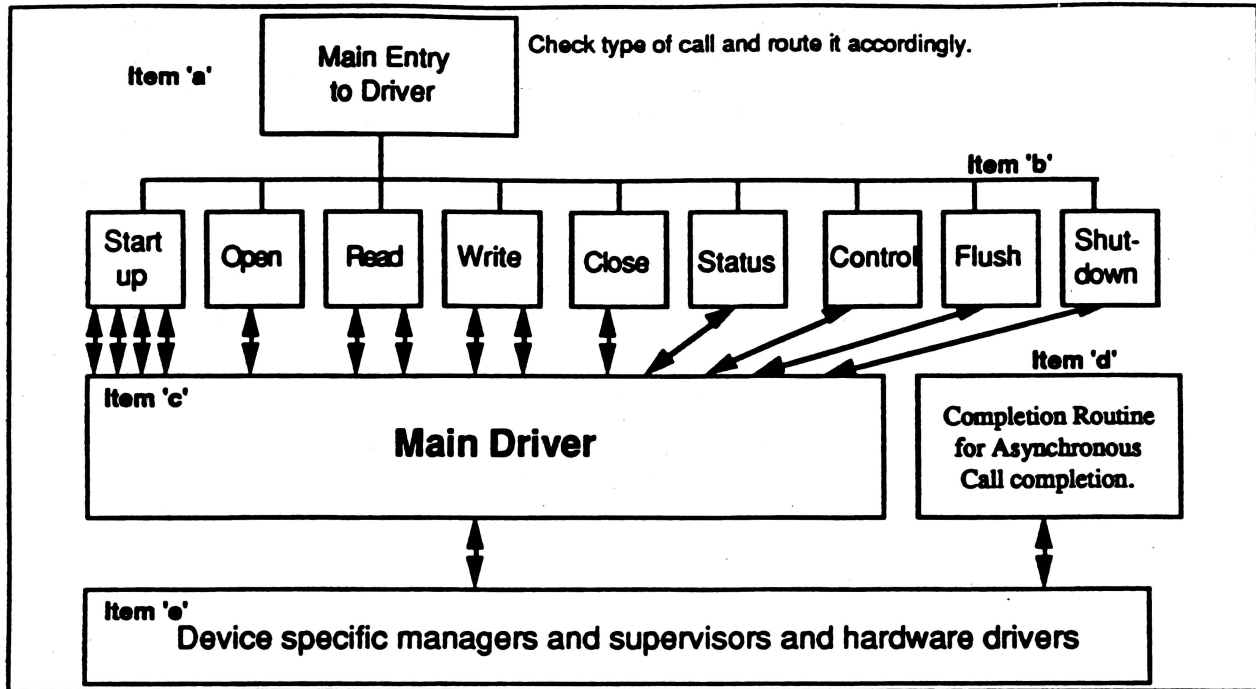 Item 'a'
Main Entry
to Driver
Check type of call and route it accordingly.
Item 'b'
Start
up
Open
Read
Write
Close
Status
Control
Flush
Shut-
down
Item 'c'
Main Driver
Item 'd'
Completion Routine
for Asynchronous
Call completion.
Item 'e'
Device specific managers and supervisors and hardware drivers